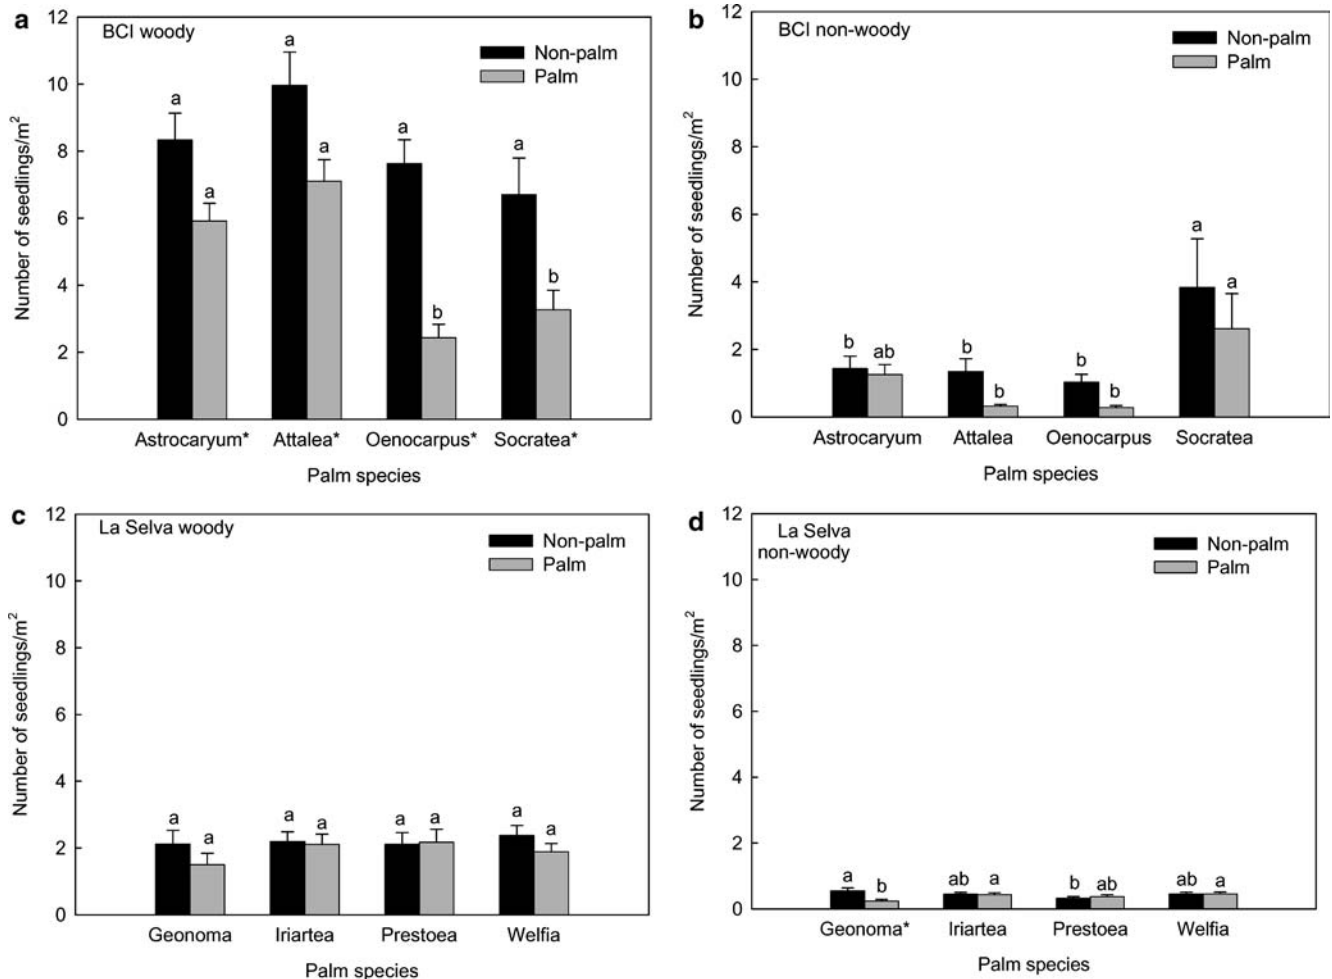 a
BCI woody
Non-palm
Palm
Number of seedlings/m²
12
10
8
6
4
2
0
a
a
a
a
a
b
a
b
Astrocaryum* Attalea* Oenocarpus* Socratea*
Palm species
b
BCI non-woody
Non-palm
Palm
Number of seedlings/m²
12
10
8
6
4
2
0
b
ab
b
b
b
b
a
a
Astrocaryum Attalea Oenocarpus Socratea
Palm species
c
La Selva woody
Non-palm
Palm
Number of seedlings/m²
12
10
8
6
4
2
0
a
a
a
a
a
a
a
a
Geonoma Iriartea Prestoea Welfia
Palm species
d
La Selva
non-woody
Non-palm
Palm
Number of seedlings/m²
12
10
8
6
4
2
0
a
b
ab
a
b
ab
ab
a
Geonoma* Iriartea Prestoea Welfia
Palm species